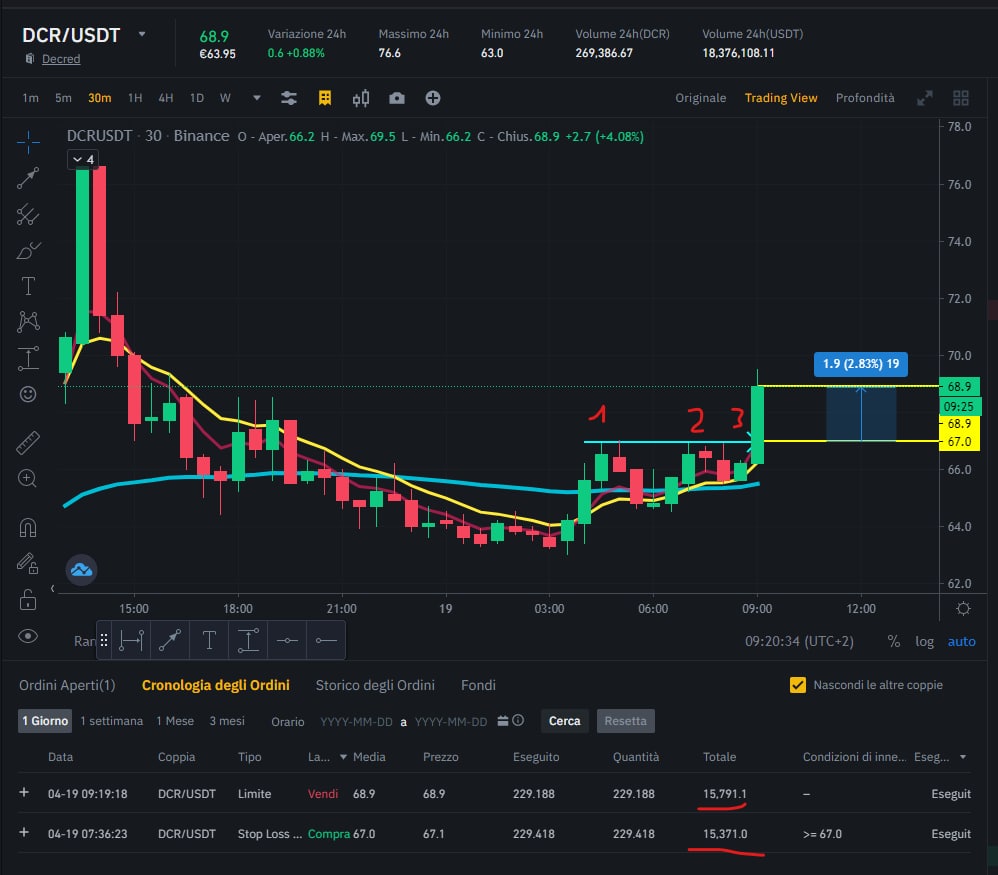 DCR/USDT
Decred
68.9
€63.95
Variazione 24h
0.6 +0.88%
Massimo 24h
76.6
Minimo 24h
63.0
Volume 24h(DCR)
269,386.67
Volume 24h(USDT)
18,376,108.11
1m 5m 30m 1H 4H 1D W
Originale Trading View Profondità
DCRUSDT · 30 · Binance O - Aper.66.2 H - Max.69.5 L - Min.66.2 C - Chius.68.9 +2.7 (+4.08%)
4
78.0
76.0
74.0
72.0
70.0
1.9 (2.83%) 19
68.9
09:25
68.9
67.0
66.0
64.0
62.0
1 2 3
15:00 18:00 21:00 19 03:00 06:00 09:00 12:00
Ran
09:20:34 (UTC+2) % log auto
Ordini Aperti(1) Cronologia degli Ordini Storico degli Ordini Fondi Nascondi le altre coppie
1 Giorno 1 settimana 1 Mese 3 mesi Orario YYYY-MM-DD a YYYY-MM-DD Cerca Resetta
Data Coppia Tipo La... Media Prezzo Eseguito Quantità Totale Condizioni di inne... Eseg...
+ 04-19 09:19:18 DCR/USDT Limite Vendi 68.9 68.9 229.188 229.188 15,791.1 – Eseguit
+ 04-19 07:36:23 DCR/USDT Stop Loss ... Compra 67.0 67.1 229.418 229.418 15,371.0 >= 67.0 Eseguit